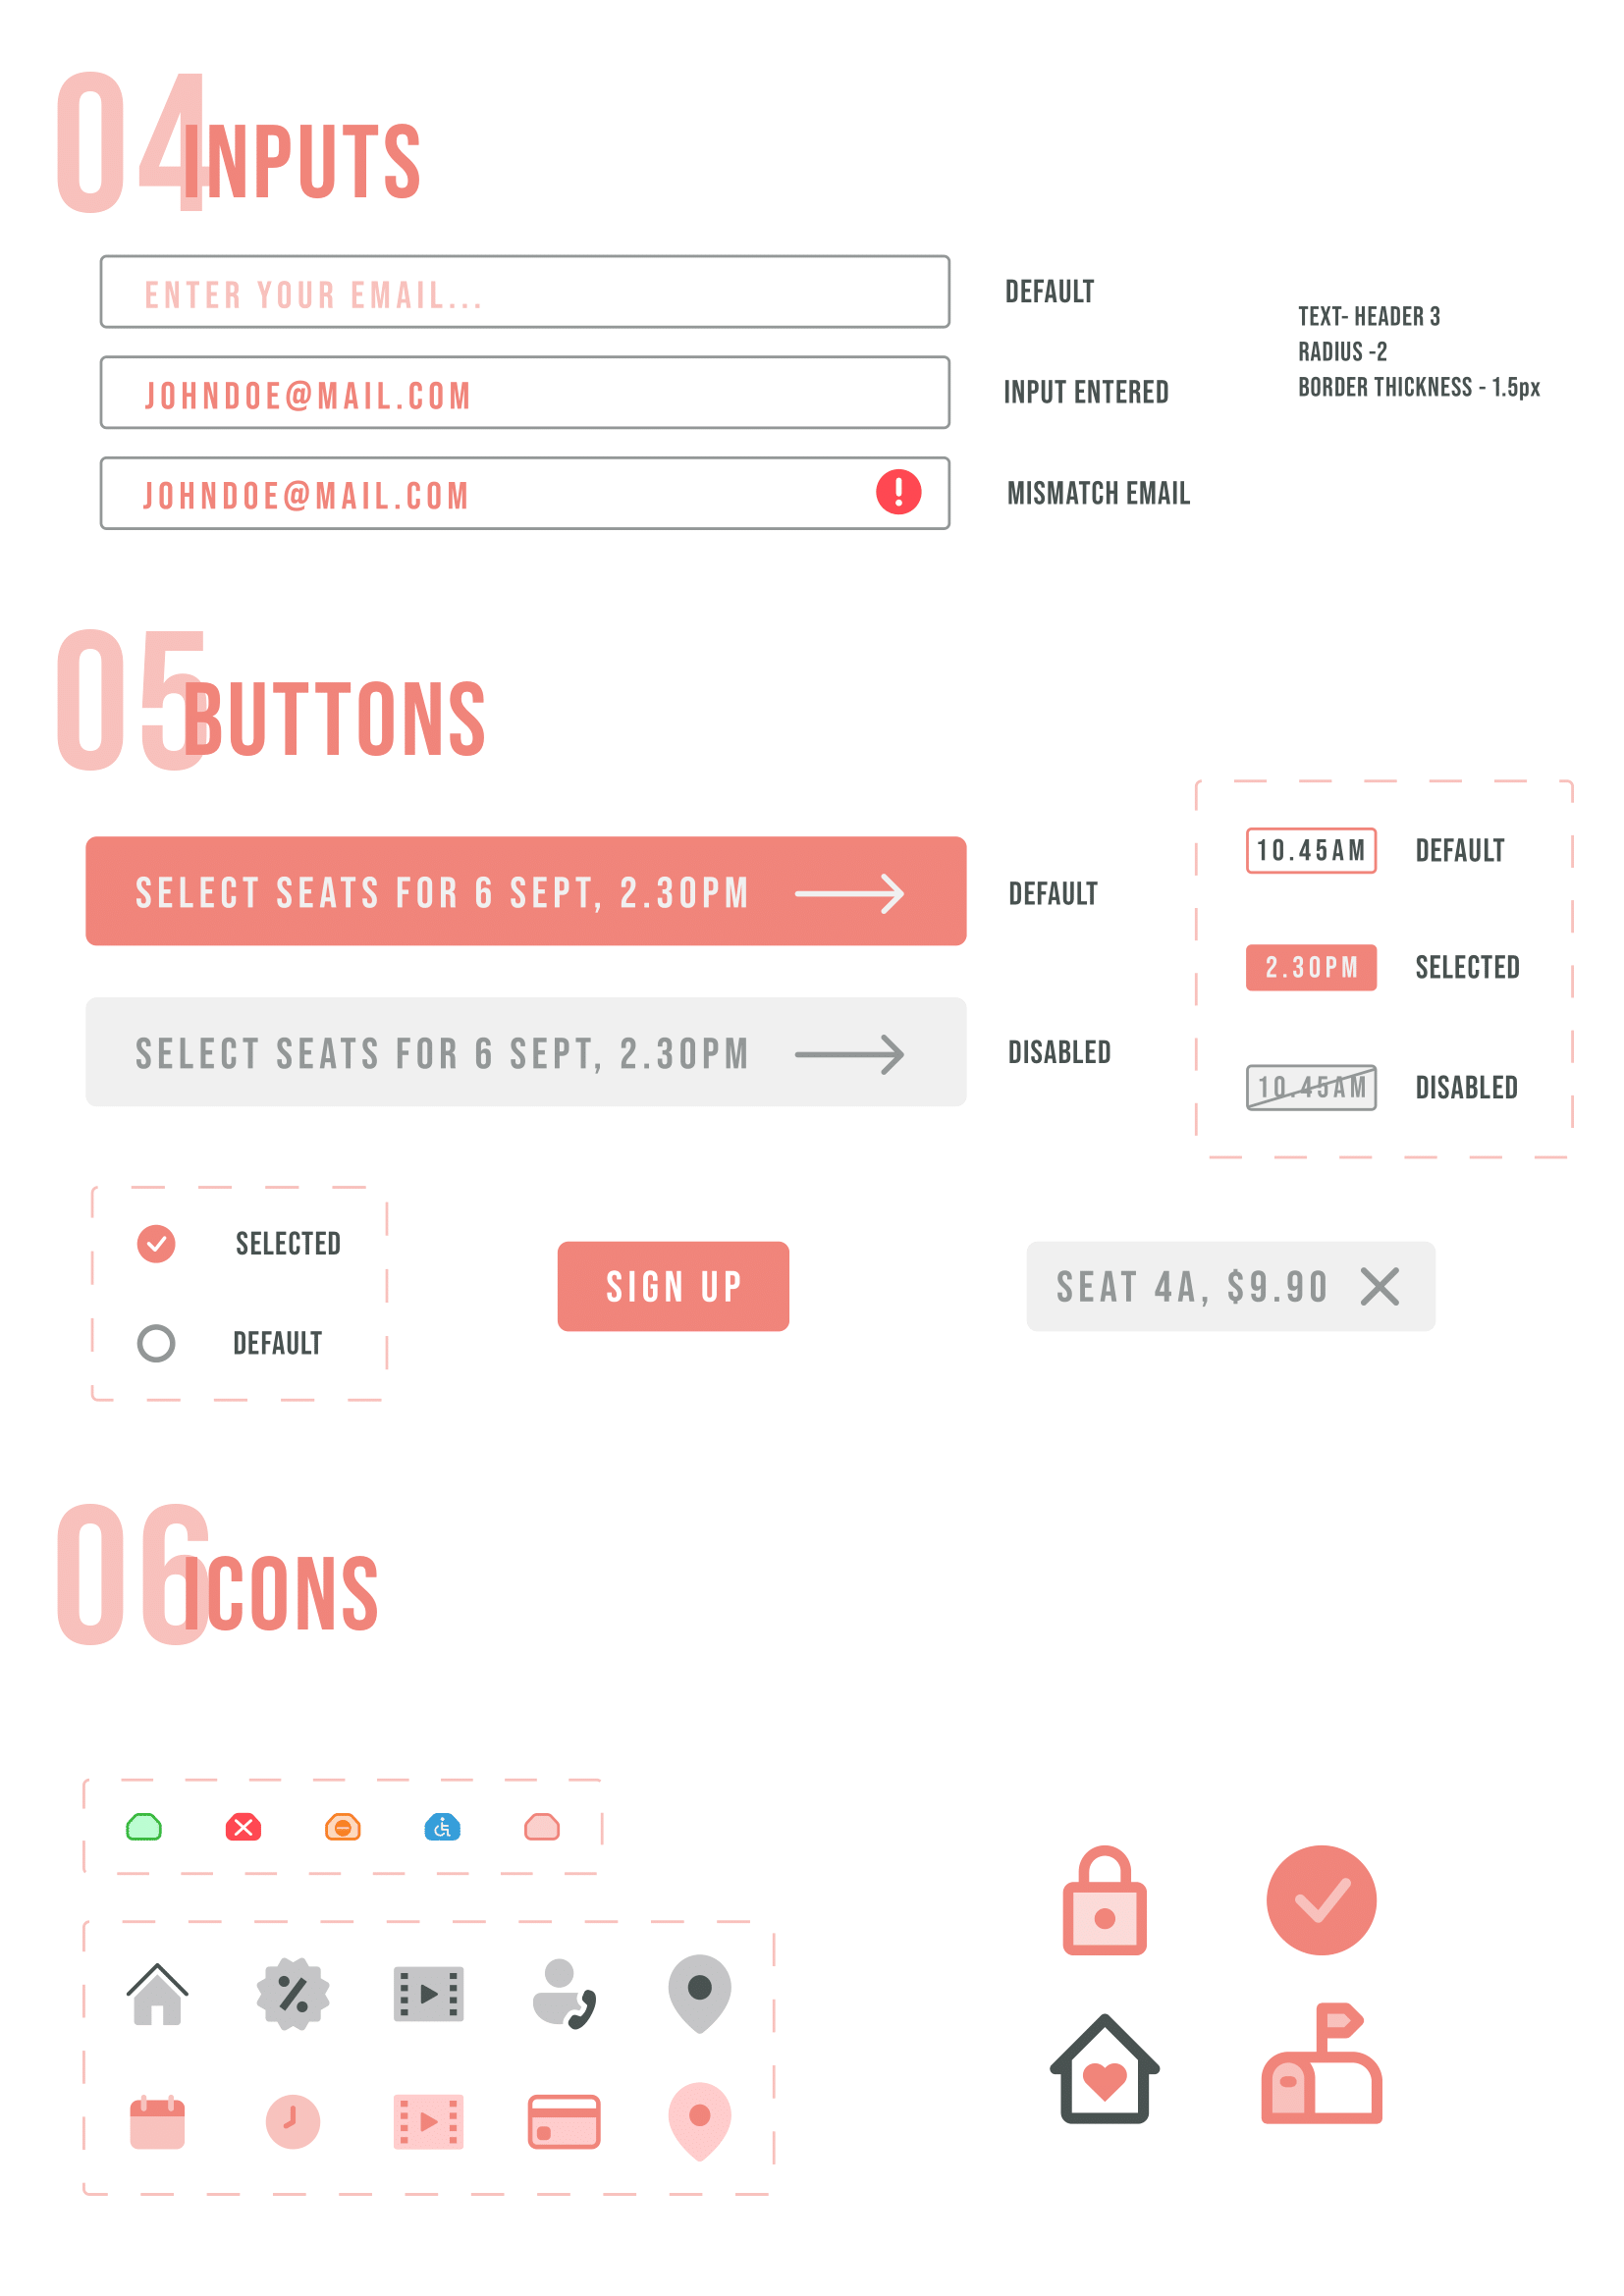 04
INPUTS
ENTER YOUR EMAIL...
DEFAULT
JOHNDOE@MAIL.COM
INPUT ENTERED
JOHNDOE@MAIL.COM
MISMATCH EMAIL
TEXT- HEADER 3
RADIUS -2
BORDER THICKNESS - 1.5px
05
BUTTONS
SELECT SEATS FOR 6 SEPT, 2.30PM
DEFAULT
SELECT SEATS FOR 6 SEPT, 2.30PM
DISABLED
10.45AM
DEFAULT
2.30PM
SELECTED
10.45AM
DISABLED
SELECTED
DEFAULT
SIGN UP
SEAT 4A, $9.90
06
ICONS